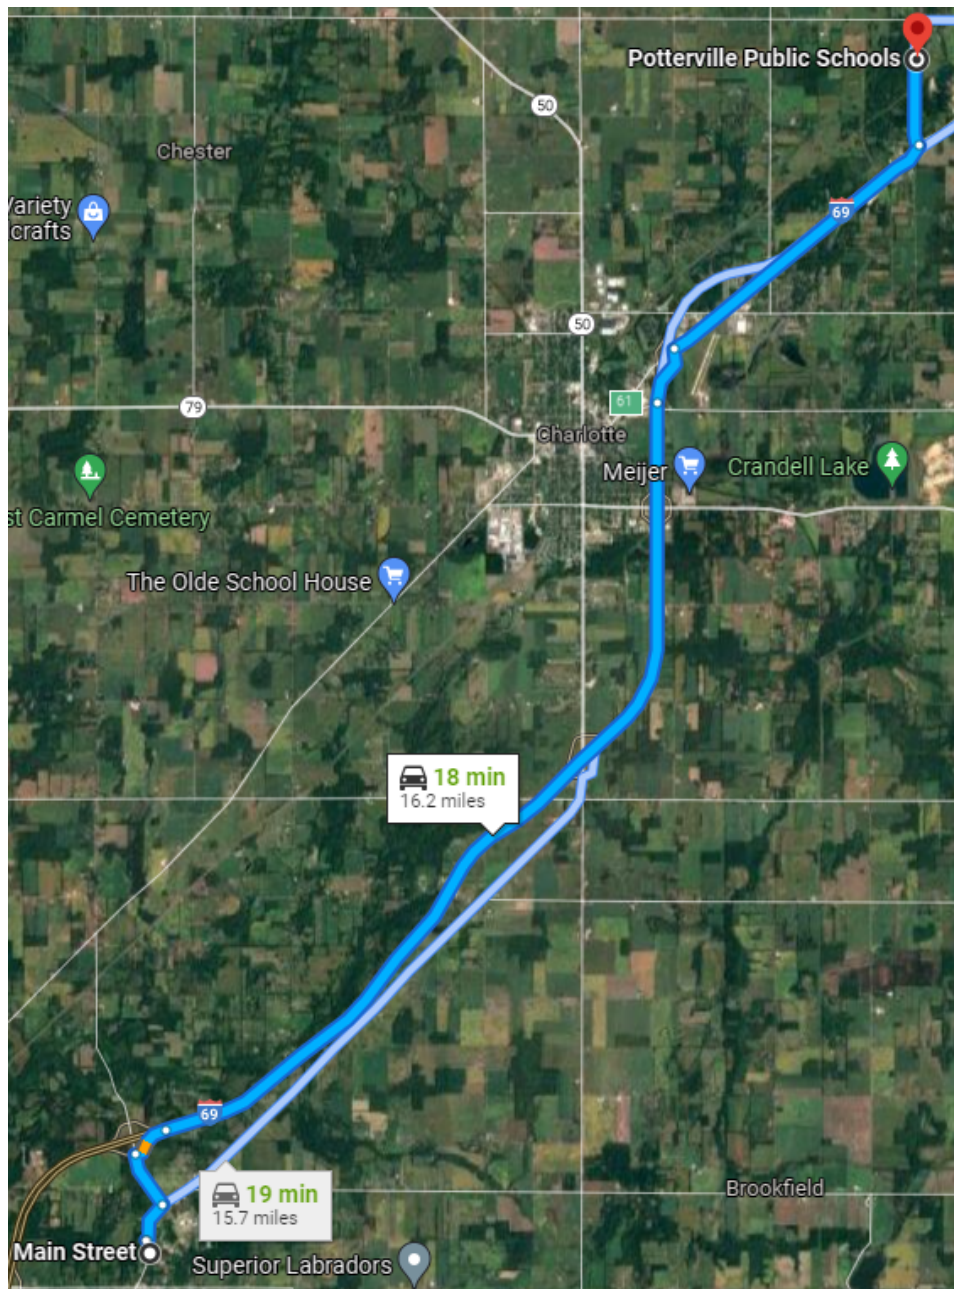 Potterville Public Schools
50
Chester
Variety
crafts
69
50
61
79
Charlotte
Meijer
Crandell Lake
st Carmel Cemetery
The Olde School House
18 min
16.2 miles
69
19 min
15.7 miles
Brookfield
Main Street
Superior Labradors